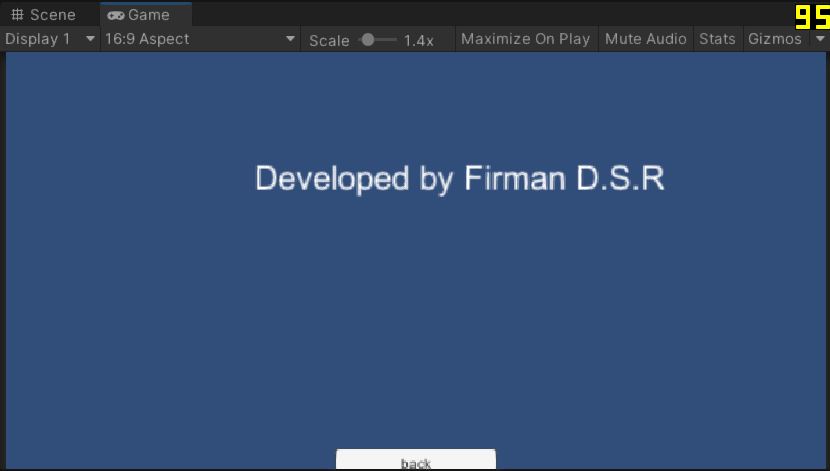 Scene Game 95
Display 1 16:9 Aspect Scale 1.4x Maximize On Play Mute Audio Stats Gizmos
Developed by Firman D.S.R
back